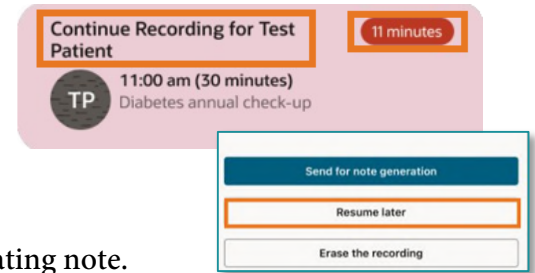 Continue Recording for Test
Patient
11 minutes
TP
11:00 am (30 minutes)
Diabetes annual check-up
Send for note generation
Resume later
Erase the recording
note.